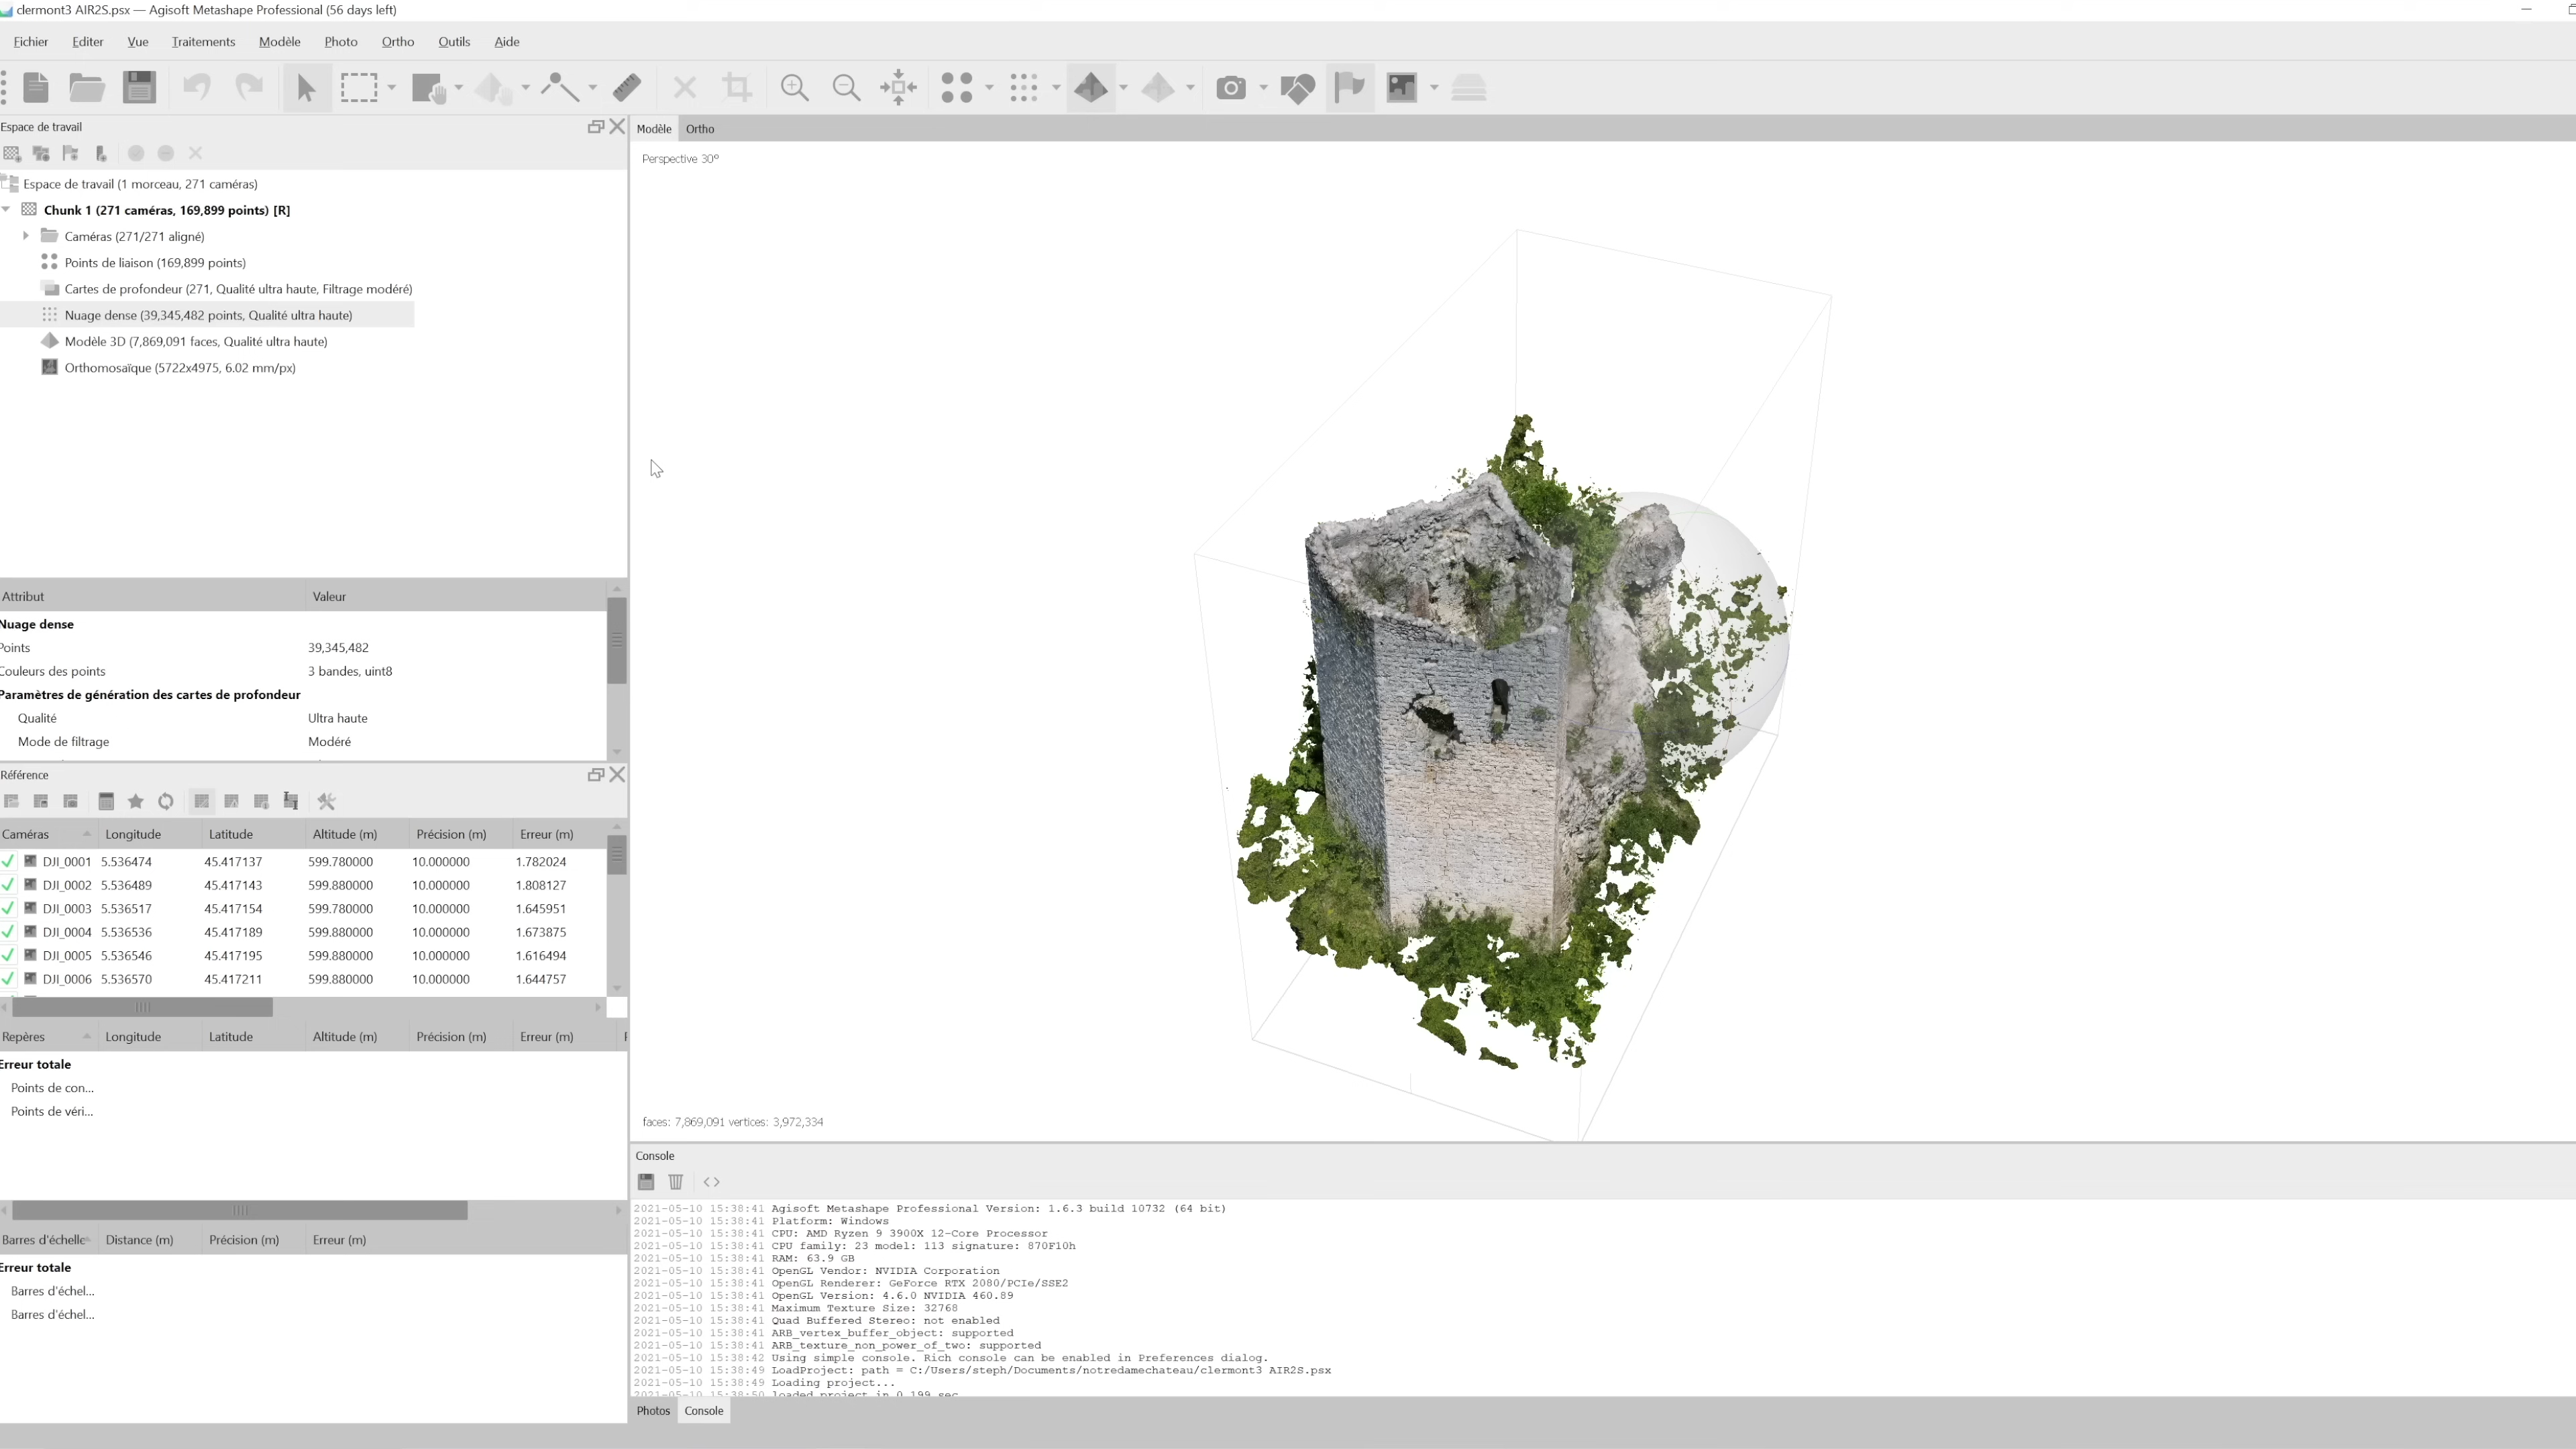 clermont3 AIR2S.psx — Agisoft Metashape Professional (56 days left)
Fichier Editer Vue Traitements Modèle Photo Ortho Outils Aide
Espace de travail
Espace de travail (1 morceau, 271 caméras)
Chunk 1 (271 caméras, 169,899 points) [R]
Caméras (271/271 aligné)
Points de liaison (169,899 points)
Cartes de profondeur (271, Qualité ultra haute, Filtrage modéré)
Nuage dense (39,345,482 points, Qualité ultra haute)
Modèle 3D (7,869,091 faces, Qualité ultra haute)
Orthomosaïque (5722x4975, 6.02 mm/px)
Attribut Valeur
Nuage dense
Points 39,345,482
Couleurs des points 3 bandes, uint8
Paramètres de génération des cartes de profondeur
Qualité Ultra haute
Mode de filtrage Modéré
Référence
Caméras Longitude Latitude Altitude (m) Précision (m) Erreur (m)
DJI_0001 5.536474 45.417137 599.780000 10.000000 1.782024
DJI_0002 5.536489 45.417143 599.880000 10.000000 1.808127
DJI_0003 5.536517 45.417154 599.780000 10.000000 1.645951
DJI_0004 5.536536 45.417189 599.880000 10.000000 1.673875
DJI_0005 5.536546 45.417195 599.880000 10.000000 1.616494
DJI_0006 5.536570 45.417211 599.880000 10.000000 1.644757
Repères Longitude Latitude Altitude (m) Précision (m) Erreur (m)
Erreur totale
Points de con...
Points de véri...
Barres d'échelle Distance (m) Précision (m) Erreur (m)
Erreur totale
Barres d'échel...
Barres d'échel...
Modèle Ortho
Perspective 30°
faces: 7,869,091 vertices: 3,972,334
Console
2021-05-10 15:38:41 Agisoft Metashape Professional Version: 1.6.3 build 10732 (64 bit)
2021-05-10 15:38:41 Platform: Windows
2021-05-10 15:38:41 CPU: AMD Ryzen 9 3900X 12-Core Processor
2021-05-10 15:38:41 CPU family: 23 model: 113 signature: 870F10h
2021-05-10 15:38:41 RAM: 63.9 GB
2021-05-10 15:38:41 OpenGL Vendor: NVIDIA Corporation
2021-05-10 15:38:41 OpenGL Renderer: GeForce RTX 2080/PCIe/SSE2
2021-05-10 15:38:41 OpenGL Version: 4.6.0 NVIDIA 460.89
2021-05-10 15:38:41 Maximum Texture Size: 32768
2021-05-10 15:38:41 Quad Buffered Stereo: not enabled
2021-05-10 15:38:41 ARB_vertex_buffer_object: supported
2021-05-10 15:38:41 ARB_texture_non_power_of_two: supported
2021-05-10 15:38:42 Using simple console. Rich console can be enabled in Preferences dialog.
2021-05-10 15:38:49 LoadProject: path = C:/Users/steph/Documents/notredamechateau/clermont3 AIR2S.psx
2021-05-10 15:38:49 Loading project...
2021-05-10 15:38:50 loaded project in 0.199 sec
Photos Console